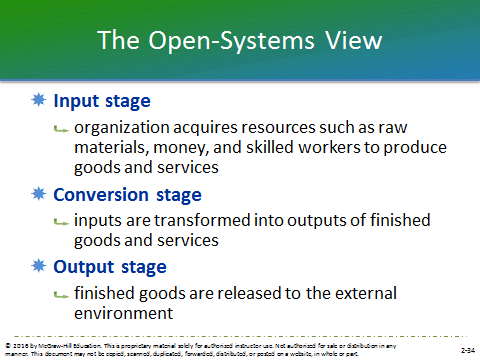 The Open-Systems View
Input stage
organization acquires resources such as raw
materials, money, and skilled workers to produce
goods and services
Conversion stage
inputs are transformed into outputs of finished
goods and services
Output stage
finished goods are released to the external
environment
© 2016 by McGraw-Hill Education. This is proprietary material solely for authorized instructor use. Not authorized for sale or distribution in any
manner. This document may not be copied, scanned, duplicated, forwarded, distributed, or posted on a website, in whole or part.
2-34